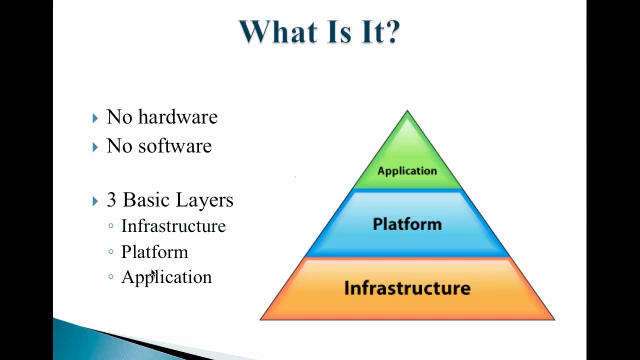 What Is It?
No hardware
No software
3 Basic Layers
Infrastructure
Platform
Application
Application
Platform
Infrastructure